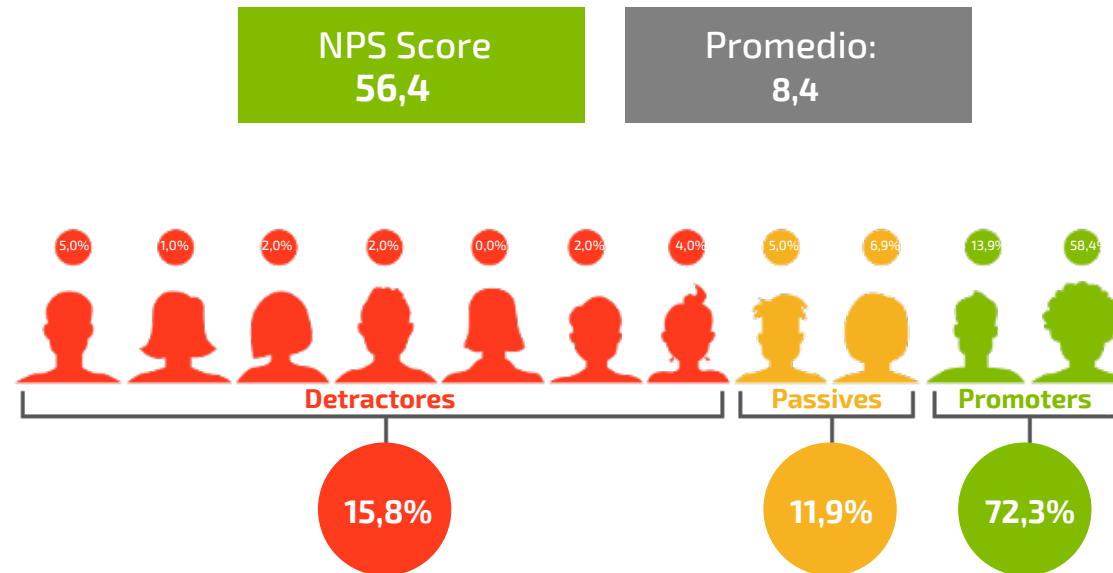 NPS Score
56,4
Promedio:
8,4
5,0% 1,0% 2,0% 2,0% 0,0% 2,0% 4,0% 5,0% 6,9% 13,9% 58,4%
Detractores Passives Promoters
15,8% 11,9% 72,3%